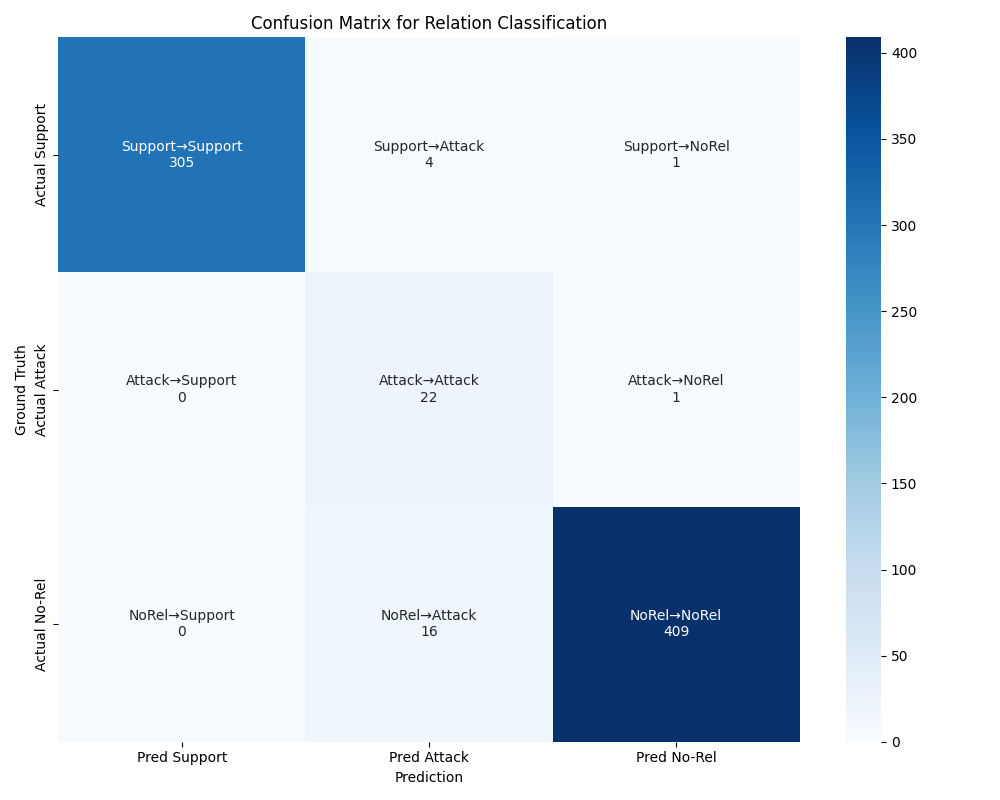 Confusion Matrix for Relation Classification
Ground Truth
Actual Support
Actual Attack
Actual No-Rel
Support→Support
305
Support→Attack
4
Support→NoRel
1
Attack→Support
0
Attack→Attack
22
Attack→NoRel
1
NoRel→Support
0
NoRel→Attack
16
NoRel→NoRel
409
Pred Support
Pred Attack
Pred No-Rel
Prediction
400
350
300
250
200
150
100
50
0